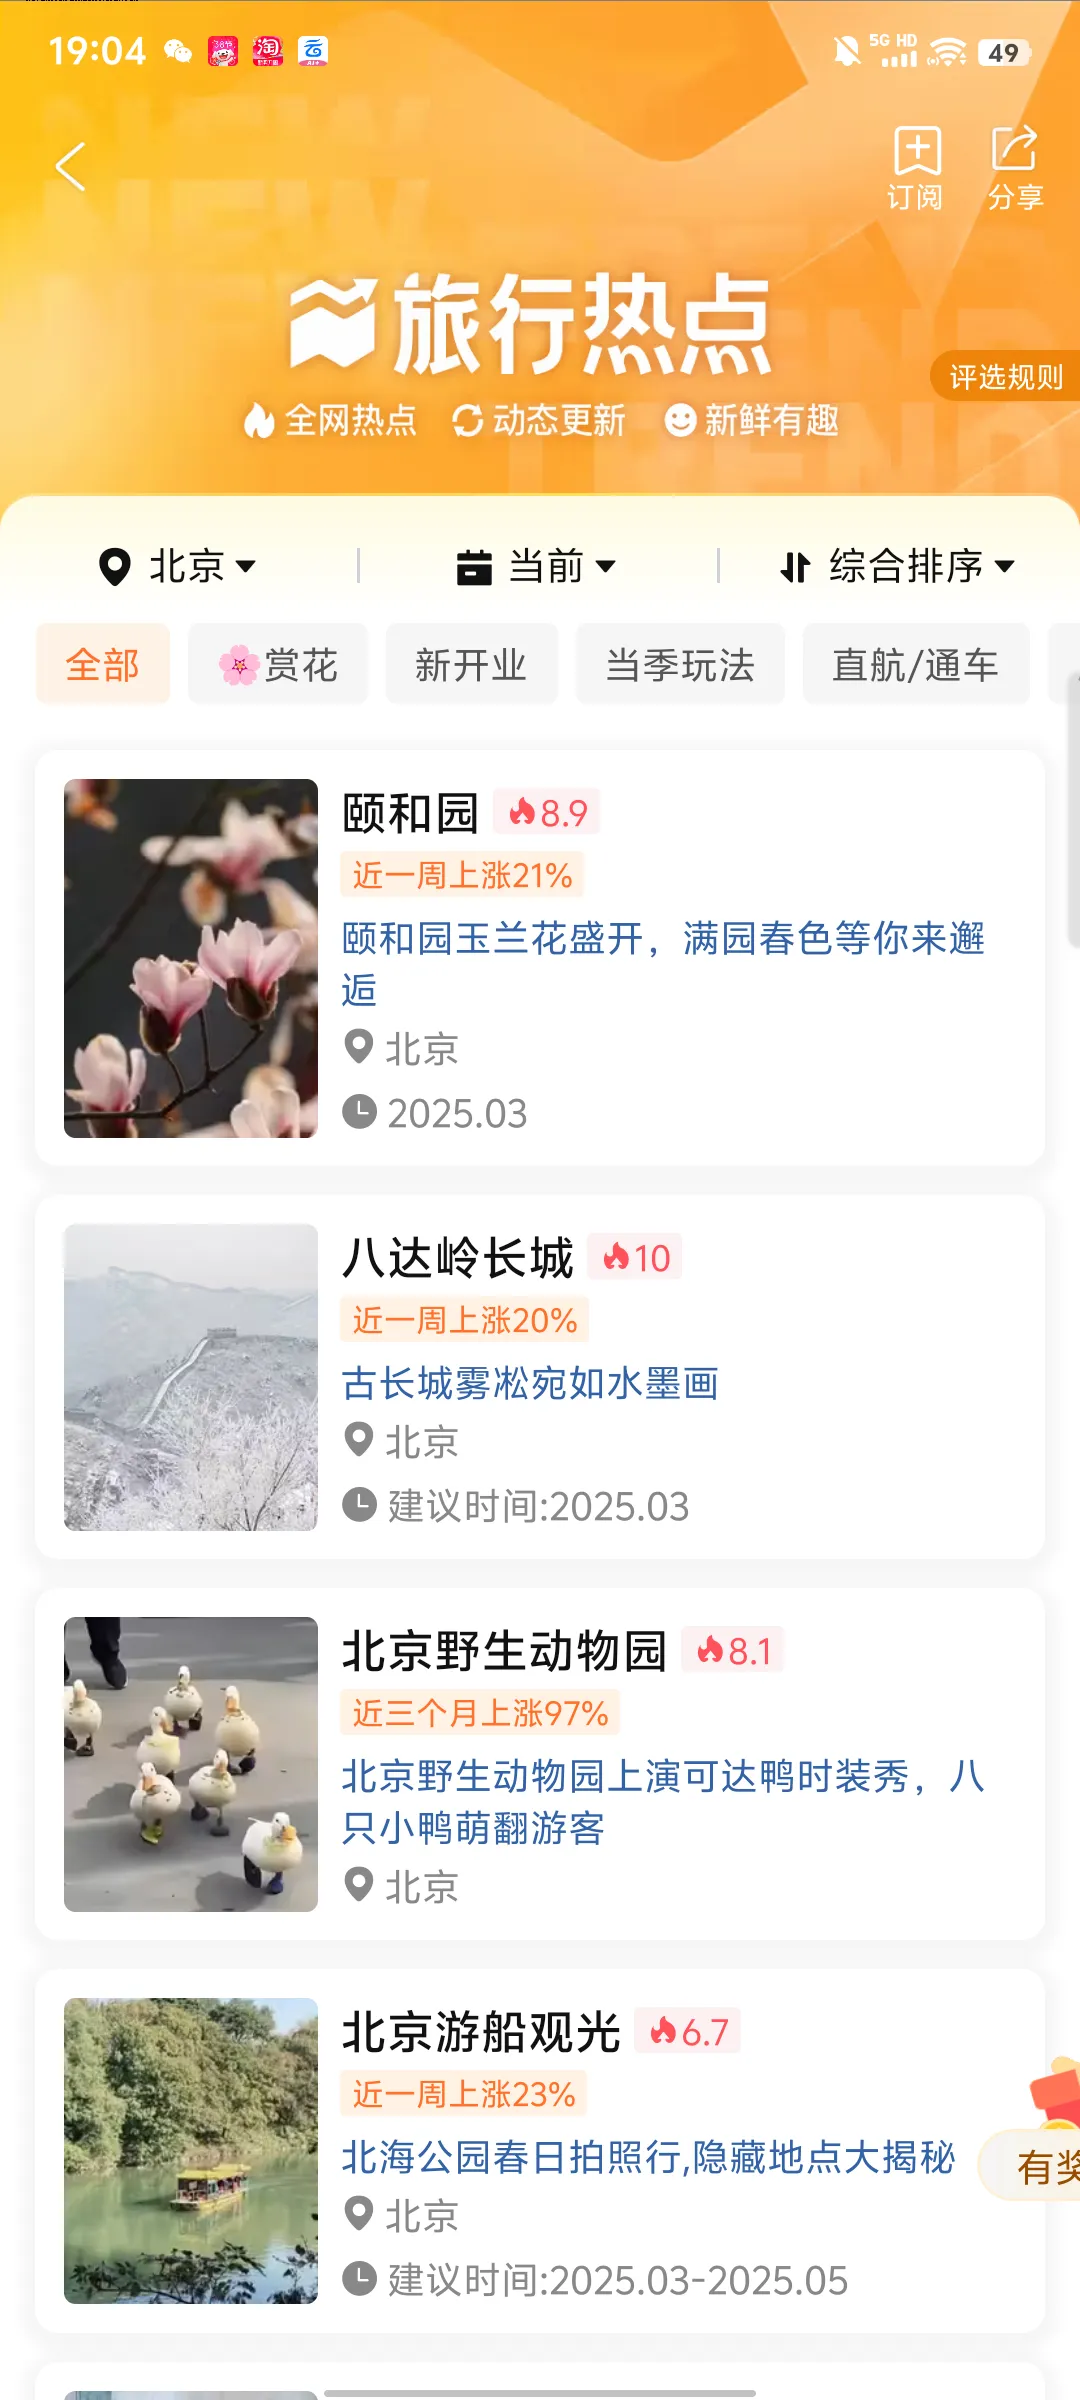 19:04
5G HD
49
订阅
分享
旅行热点
评选规则
全网热点 动态更新 新鲜有趣
北京 当前 综合排序
全部 赏花 新开业 当季玩法 直航/通车
颐和园 8.9
近一周上涨21%
颐和园玉兰花盛开，满园春色等你来邂
逅
北京
2025.03
八达岭长城 10
近一周上涨20%
古长城雾凇宛如水墨画
北京
建议时间:2025.03
北京野生动物园 8.1
近三个月上涨97%
北京野生动物园上演可达鸭时装秀，八
只小鸭萌翻游客
北京
北京游船观光 6.7
近一周上涨23%
北海公园春日拍照行,隐藏地点大揭秘
有奖
北京
建议时间:2025.03-2025.05